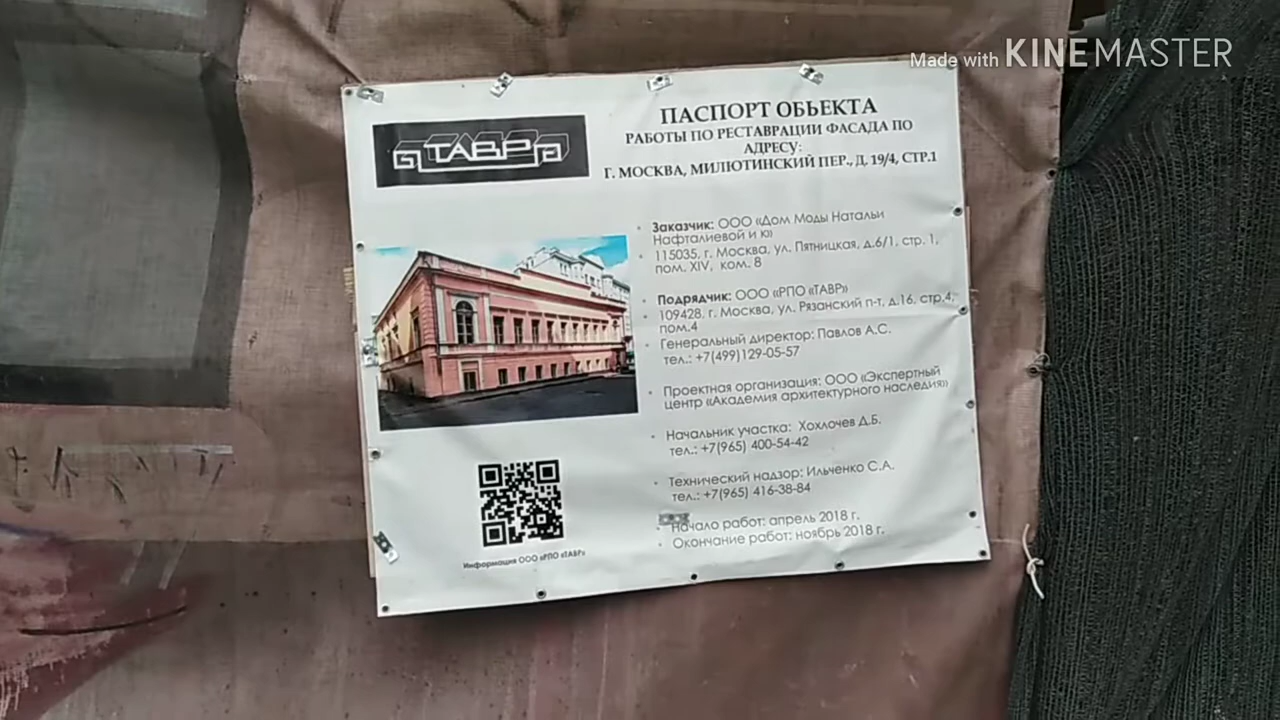 Made with KINEMASTER
ТАВР
ПАСПОРТ ОБЬЕКТА
РАБОТЫ ПО РЕСТАВРАЦИИ ФАСАДА ПО
АДРЕСУ:
Г. МОСКВА, МИЛЮТИНСКИЙ ПЕР., Д. 19/4, СТР.1
Заказчик: ООО «Дом Моды Натальи
Нафталиевой и к»
115035, г. Москва, ул. Пятницкая, д.6/1, стр. 1,
пом. XIV, ком. 8
Подрядчик: ООО «РПО «ТАВР»
109428, г. Москва, ул. Рязанский п-т, д.16, стр.4,
пом.4
Генеральный директор: Павлов А.С.
тел.: +7(499)129-05-57
Проектная организация: ООО «Экспертный
центр «Академия архитектурного наследия»
Начальник участка: Хохлочев Д.Б.
тел.: +7(965) 400-54-42
Технический надзор: Ильченко С.А.
тел.: +7(965) 416-38-84
Начало работ: апрель 2018 г.
Окончание работ: ноябрь 2018 г.
Информация ООО «РПО «ТАВР»